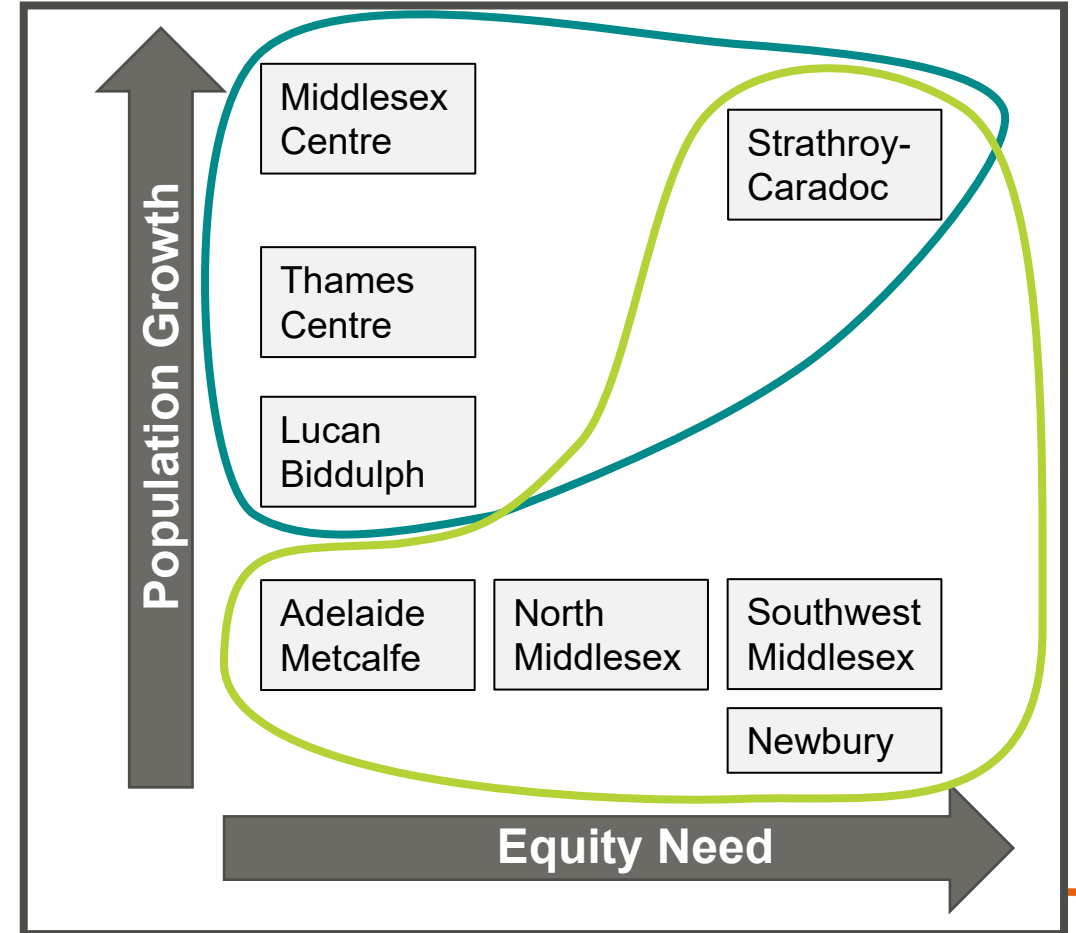 Population Growth
Middlesex
Centre
Strathroy-
Caradoc
Thames
Centre
Lucan
Biddulph
Adelaide
Metcalfe
North
Middlesex
Southwest
Middlesex
Newbury
Equity Need